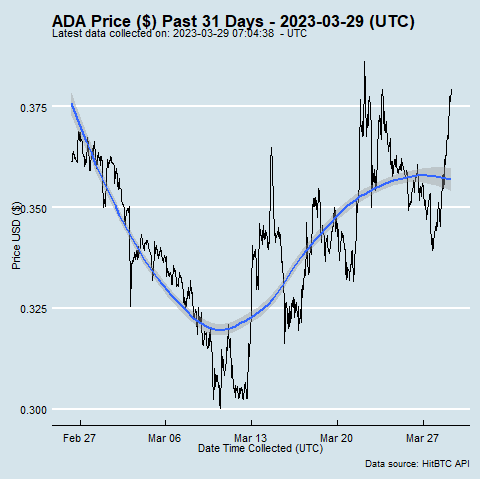 ADA Price ($) Past 31 Days - 2023-03-29 (UTC)
Latest data collected on: 2023-03-29 07:04:38  - UTC
0.375
0.350
0.325
0.300
Price USD ($)
Feb 27 Mar 06 Mar 13 Mar 20 Mar 27
Date Time Collected (UTC)
Data source: HitBTC API